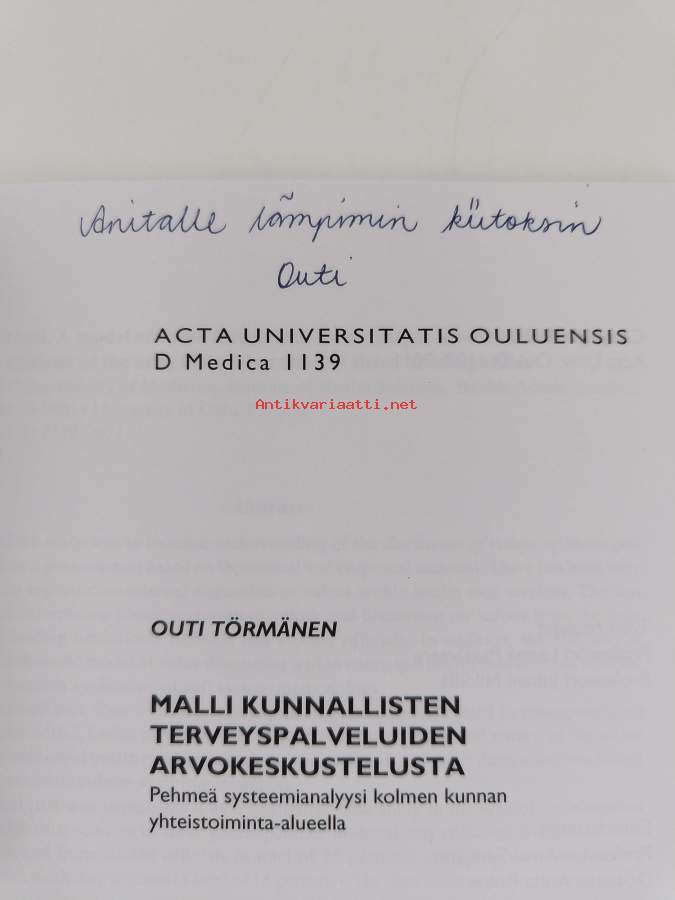 Anitalle lämpimin kiitoksin
Outi
ACTA UNIVERSITATIS OULUENSIS
D Medica 1139
Antikvariaatti.net
OUTI TÖRMÄNEN
MALLI KUNNALLISTEN
TERVEYSPALVELUIDEN
ARVOKESKUSTELUSTA
Pehmeä systeemianalyysi kolmen kunnan
yhteistoiminta-alueella